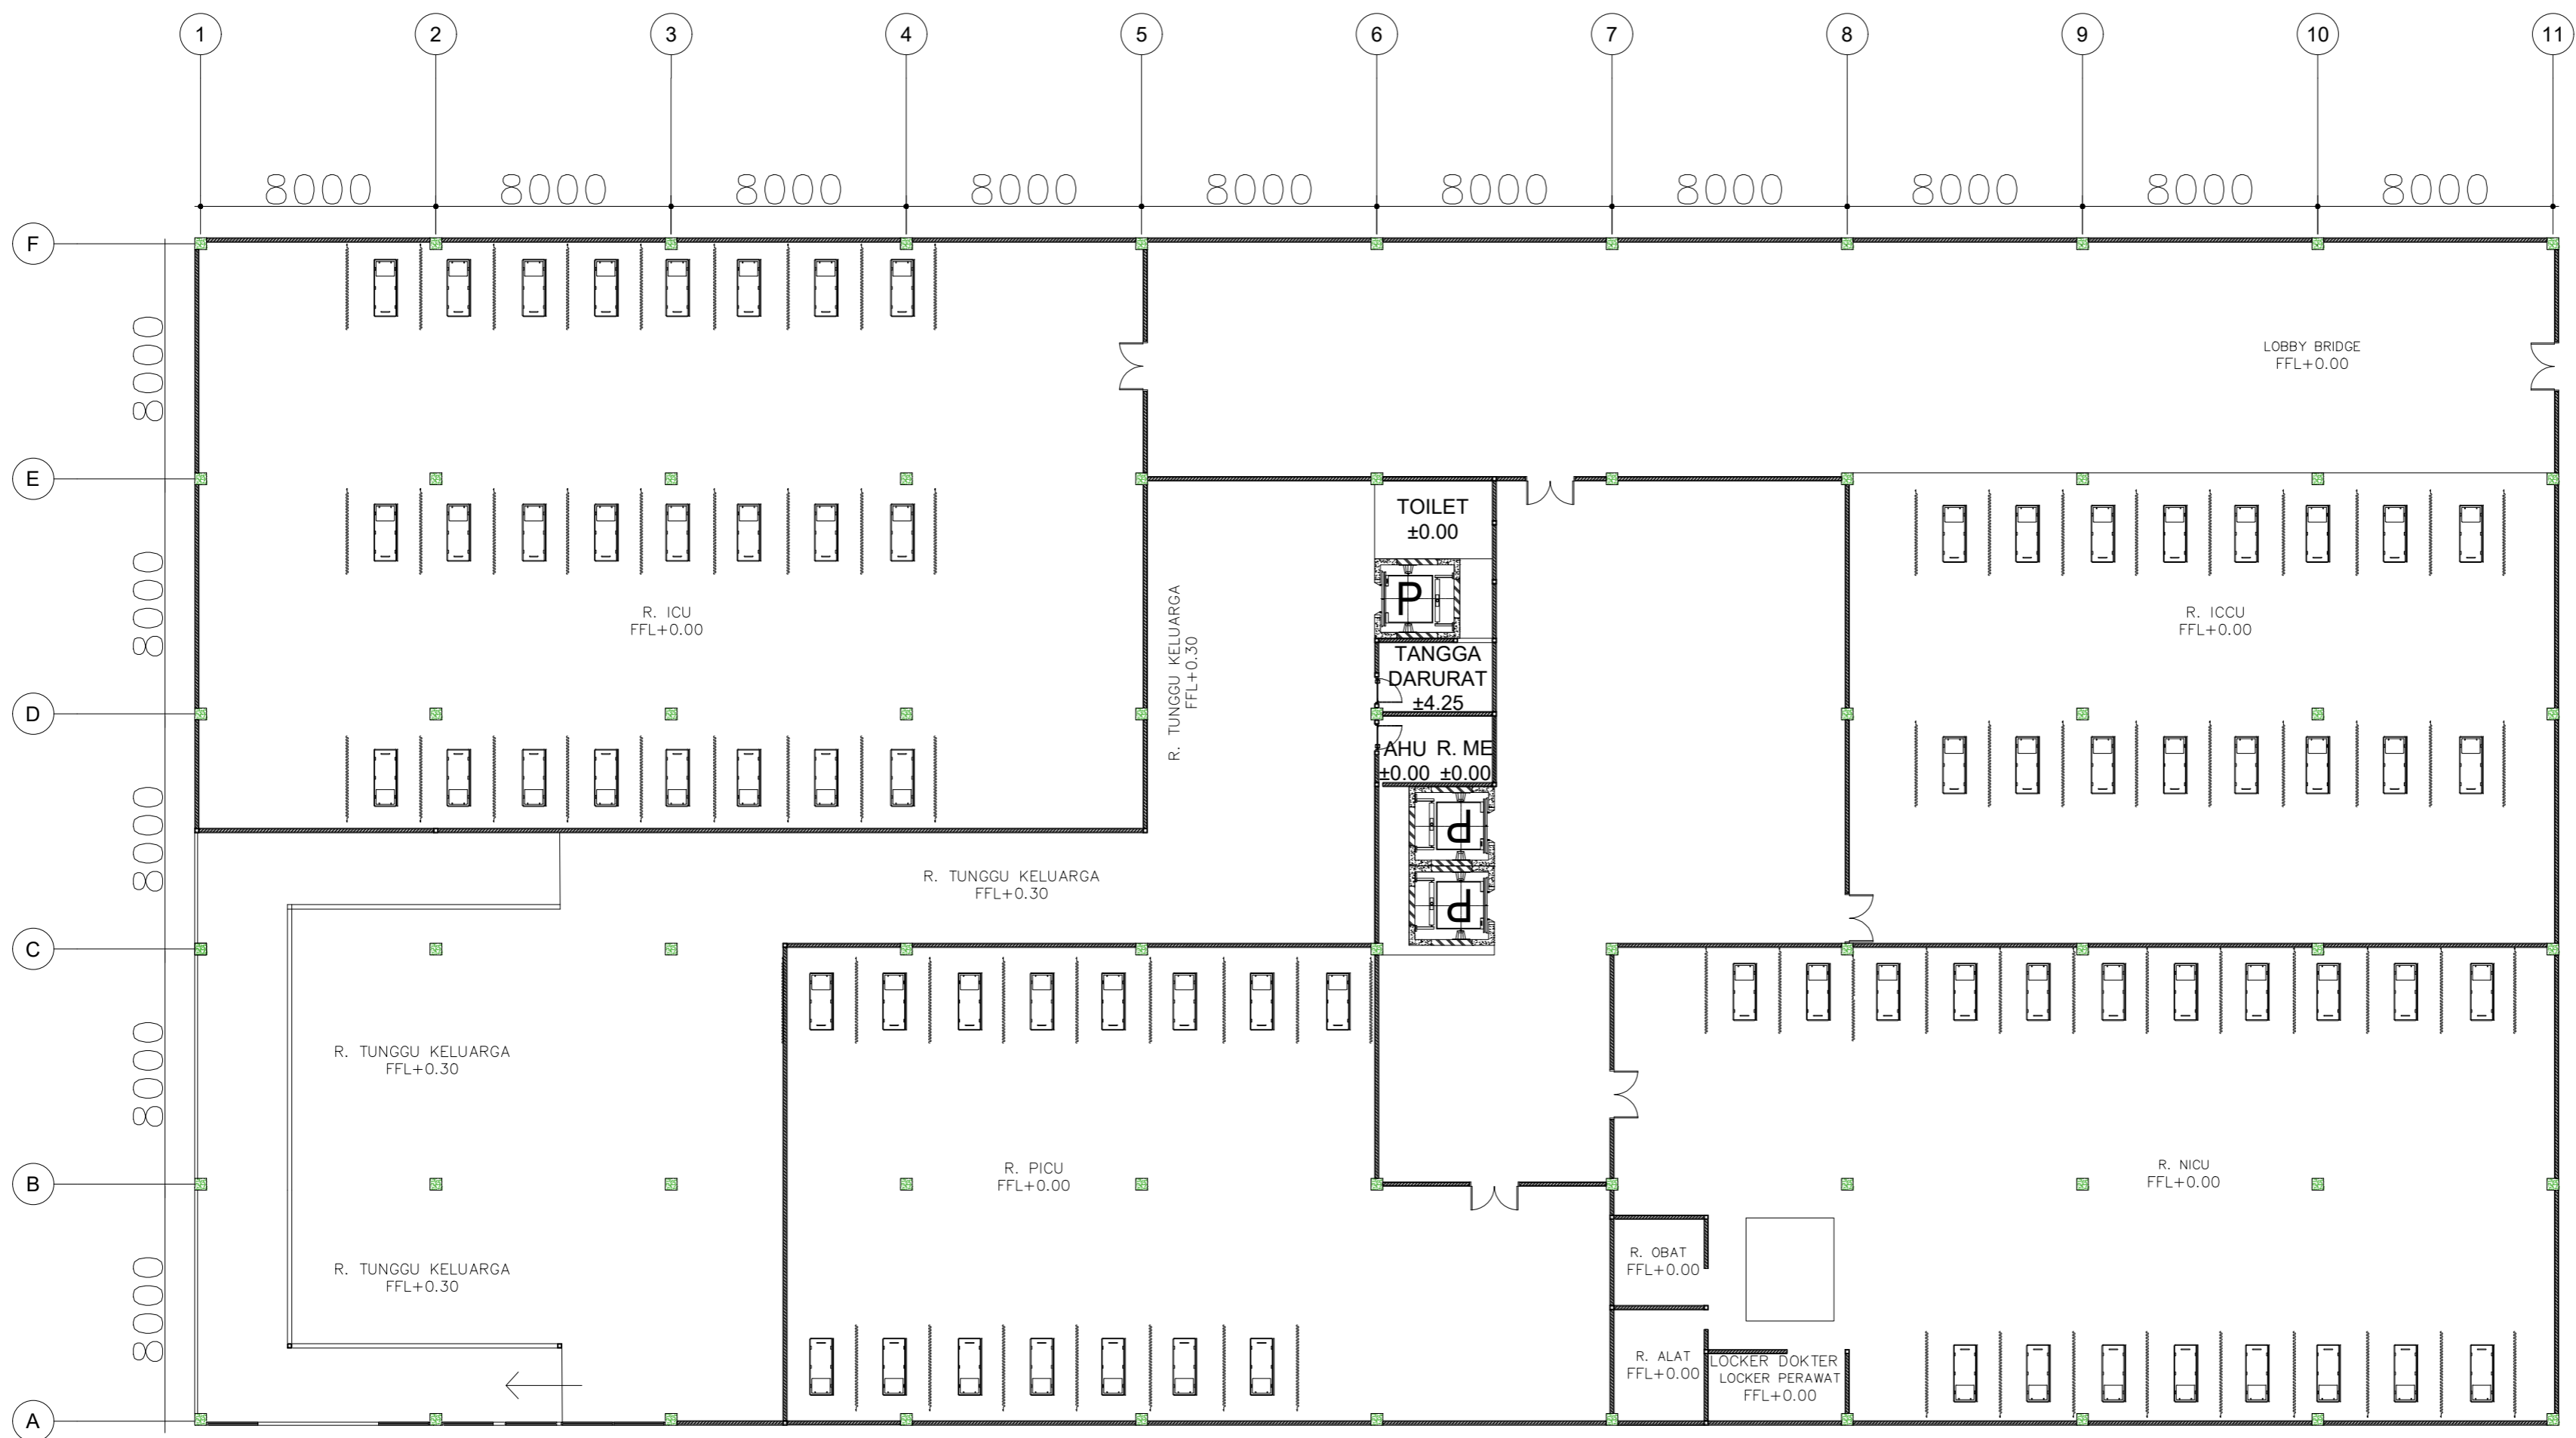 1
2
3
4
5
6
7
8
9
10
11
8000
8000
8000
8000
8000
8000
8000
8000
8000
8000
F
E
D
C
B
A
8000
8000
8000
8000
8000
LOBBY BRIDGE
FFL+0.00
TOILET
±0.00
P
R. ICU
FFL+0.00
R. TUNGGU KELUARGA
FFL+0.30
R. ICCU
FFL+0.00
TANGGA
DARURAT
±4.25
AHU R. ME
±0.00 ±0.00
P
P
R. TUNGGU KELUARGA
FFL+0.30
R. TUNGGU KELUARGA
FFL+0.30
R. PICU
FFL+0.00
R. NICU
FFL+0.00
R. TUNGGU KELUARGA
FFL+0.30
R. OBAT
FFL+0.00
R. ALAT
FFL+0.00
LOCKER DOKTER
LOCKER PERAWAT
FFL+0.00